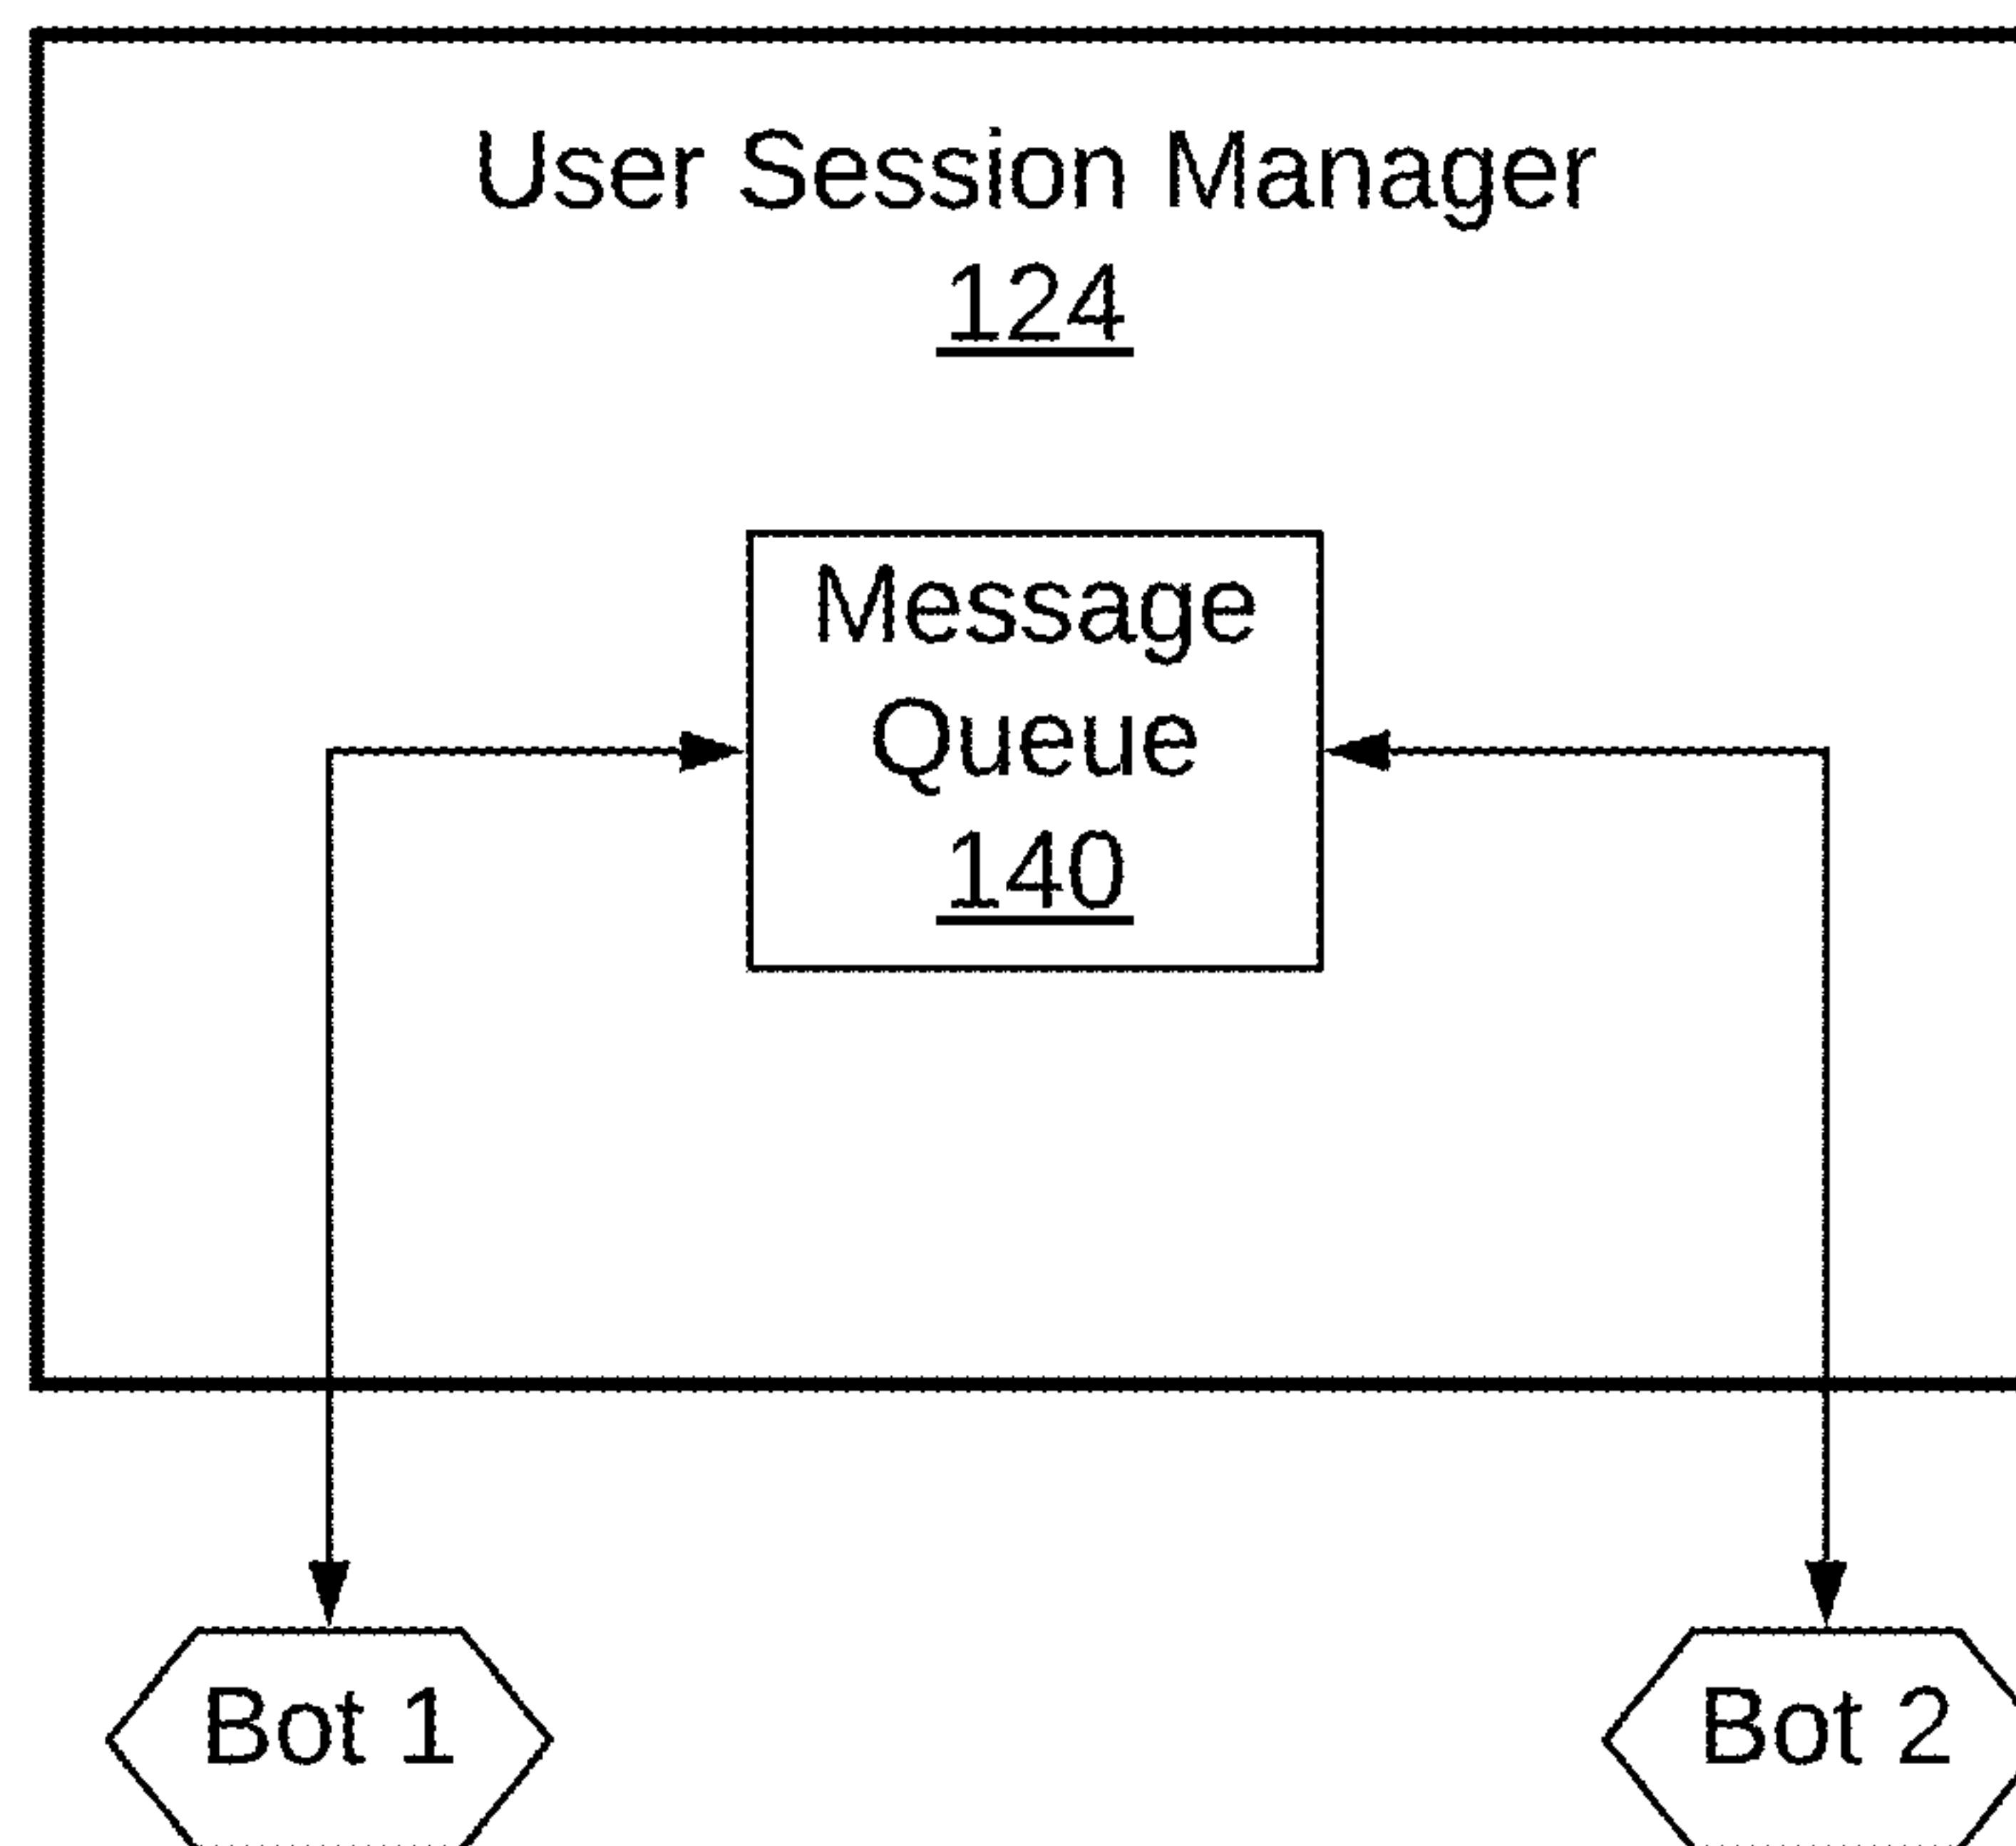 User Session Manager
124
Message
Queue
140
Bot 1
Bot 2